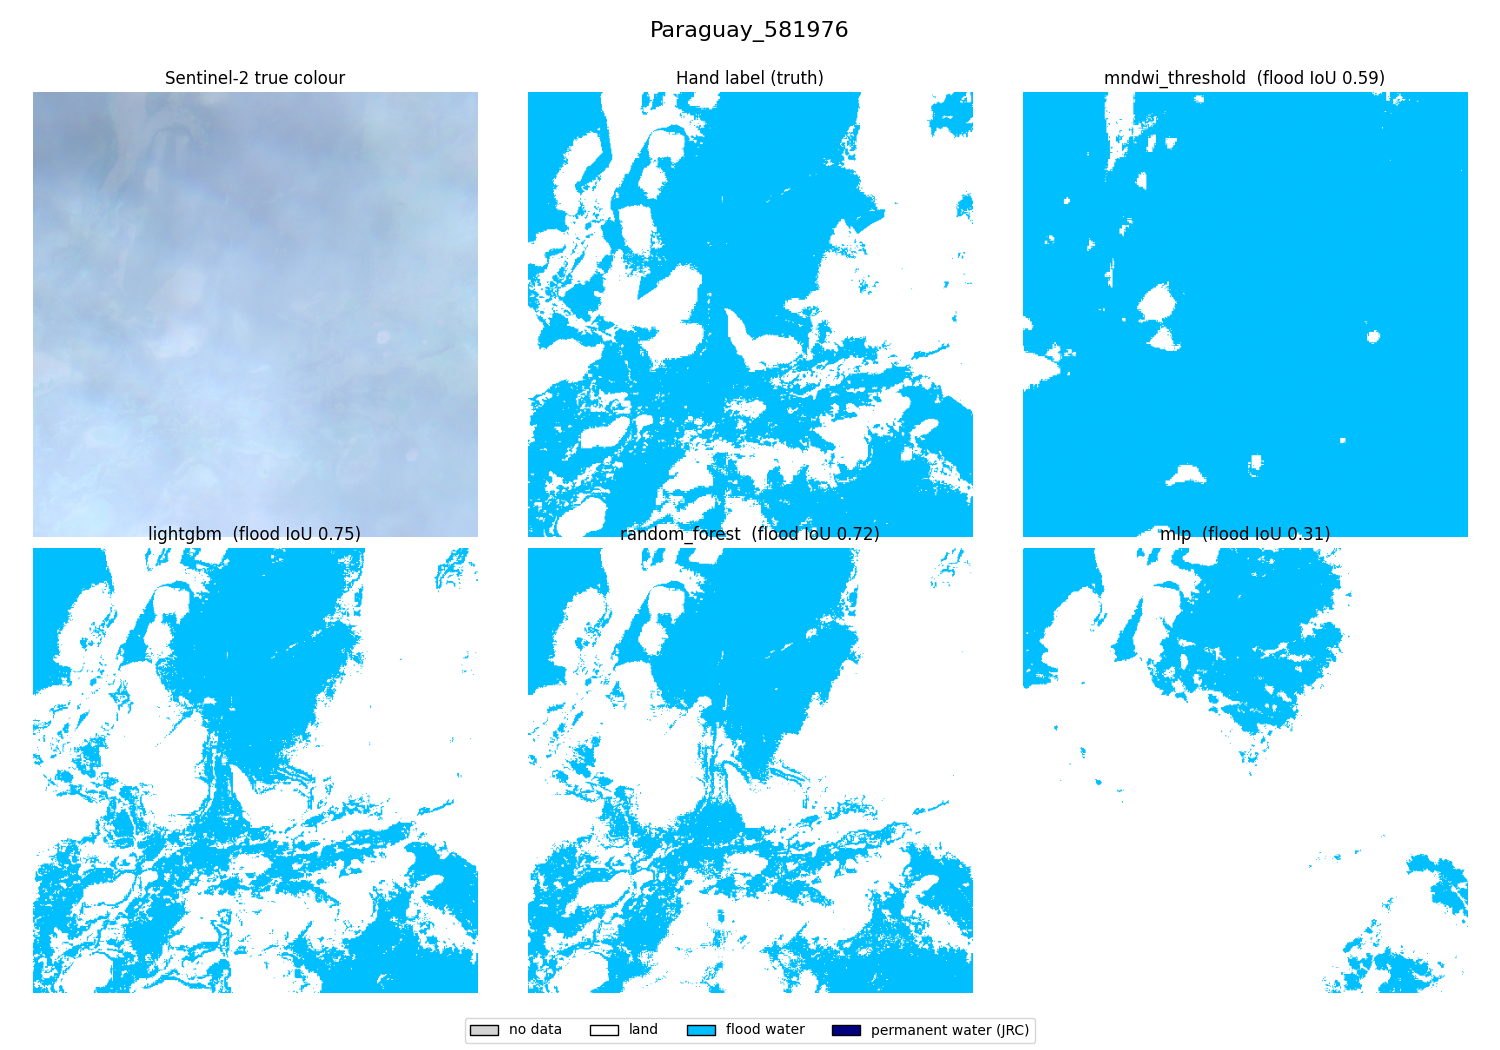 Paraguay_581976
Sentinel-2 true colour
Hand label (truth)
mndwi_threshold  (flood IoU 0.59)
lightgbm  (flood IoU 0.75)
random_forest  (flood IoU 0.72)
mlp  (flood IoU 0.31)
no data
land
flood water
permanent water (JRC)